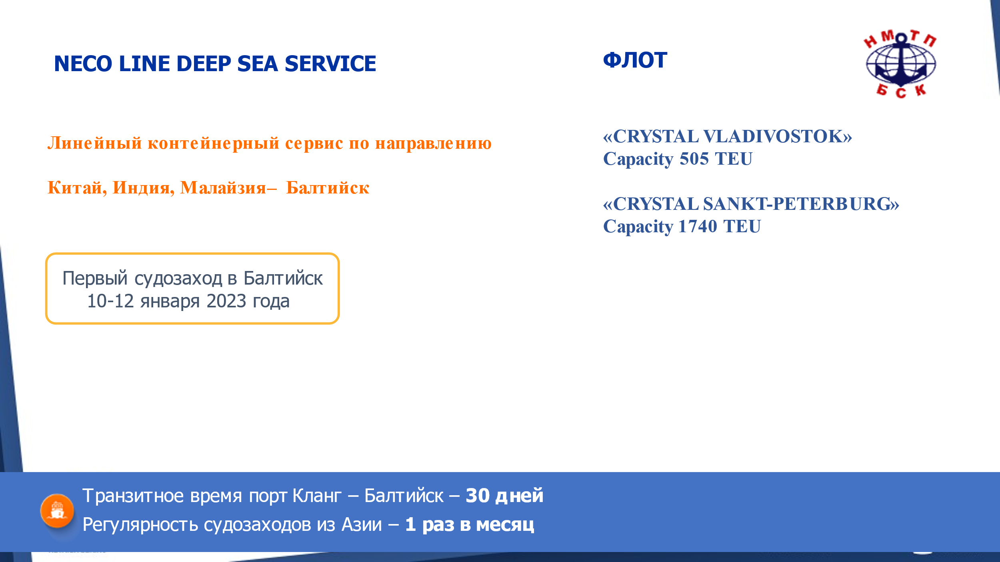 NECO LINE DEEP SEA SERVICE
Линейный контейнерный сервис по направлению
Китай, Индия, Малайзия– Балтийск
Первый судозаход в Балтийск
10-12 января 2023 года
ФЛОТ
«CRYSTAL VLADIVOSTOK»
Capacity 505 TEU
«CRYSTAL SANKT-PETERBURG»
Capacity 1740 TEU
НМТП
БСК
Транзитное время порт Кланг – Балтийск – 30 дней
Регулярность судозаходов из Азии – 1 раз в месяц